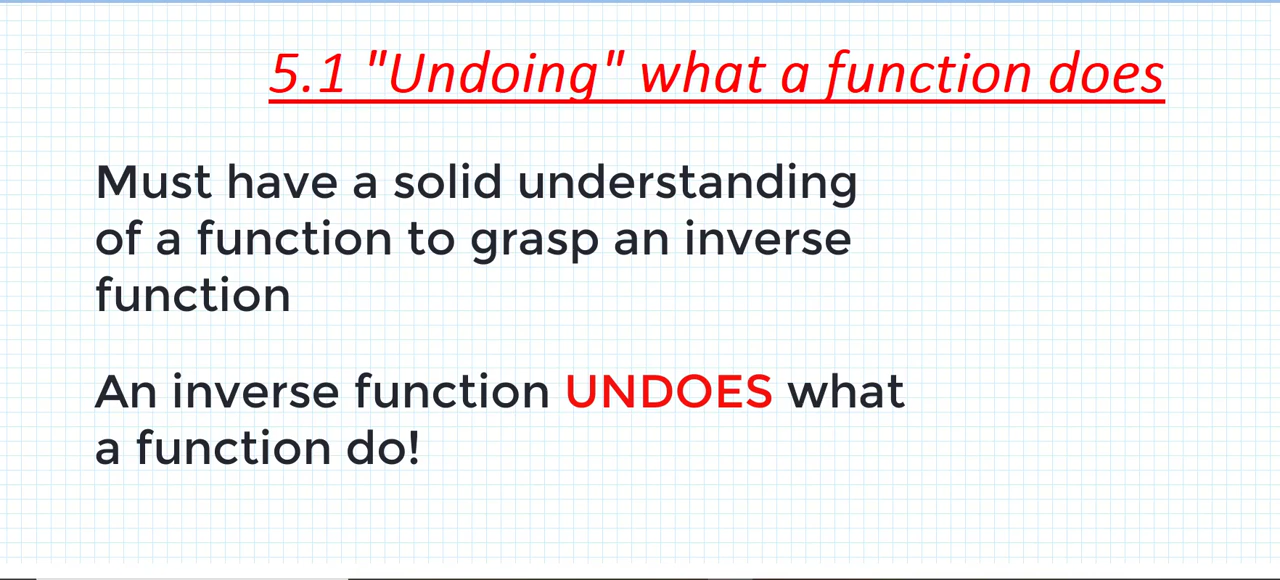 5.1 "Undoing" what a function does
Must have a solid understanding
of a function to grasp an inverse
function
An inverse function UNDOES what
a function do!